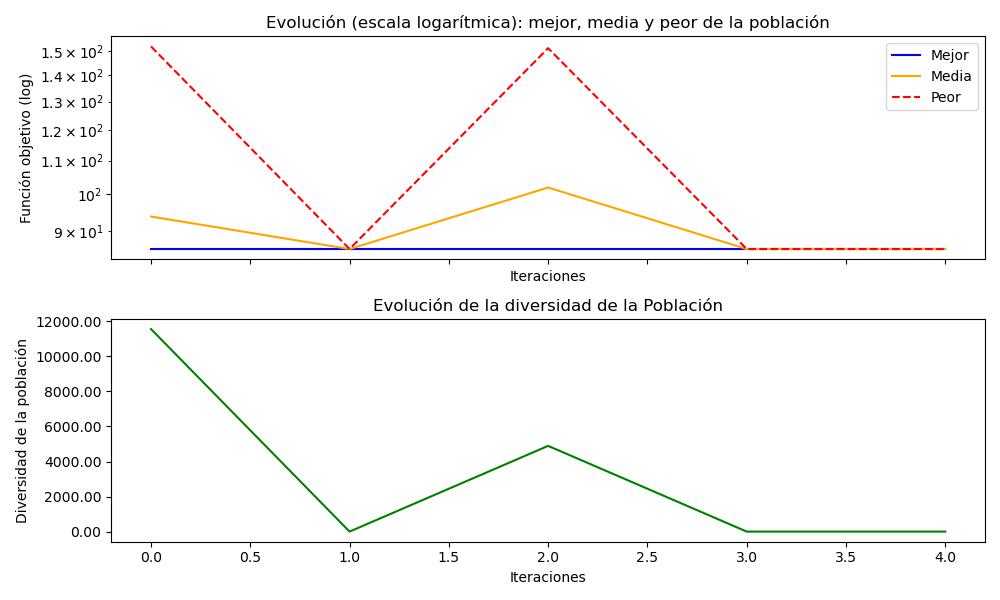 Evolución (escala logarítmica): mejor, media y peor de la población
Función objetivo (log)
1.5 × 10²
1.4 × 10²
1.3 × 10²
1.2 × 10²
1.1 × 10²
10²
9 × 10¹
Mejor
Media
Peor
Iteraciones
Evolución de la diversidad de la Población
Diversidad de la población
12000.00
10000.00
8000.00
6000.00
4000.00
2000.00
0.00
0.0 0.5 1.0 1.5 2.0 2.5 3.0 3.5 4.0
Iteraciones